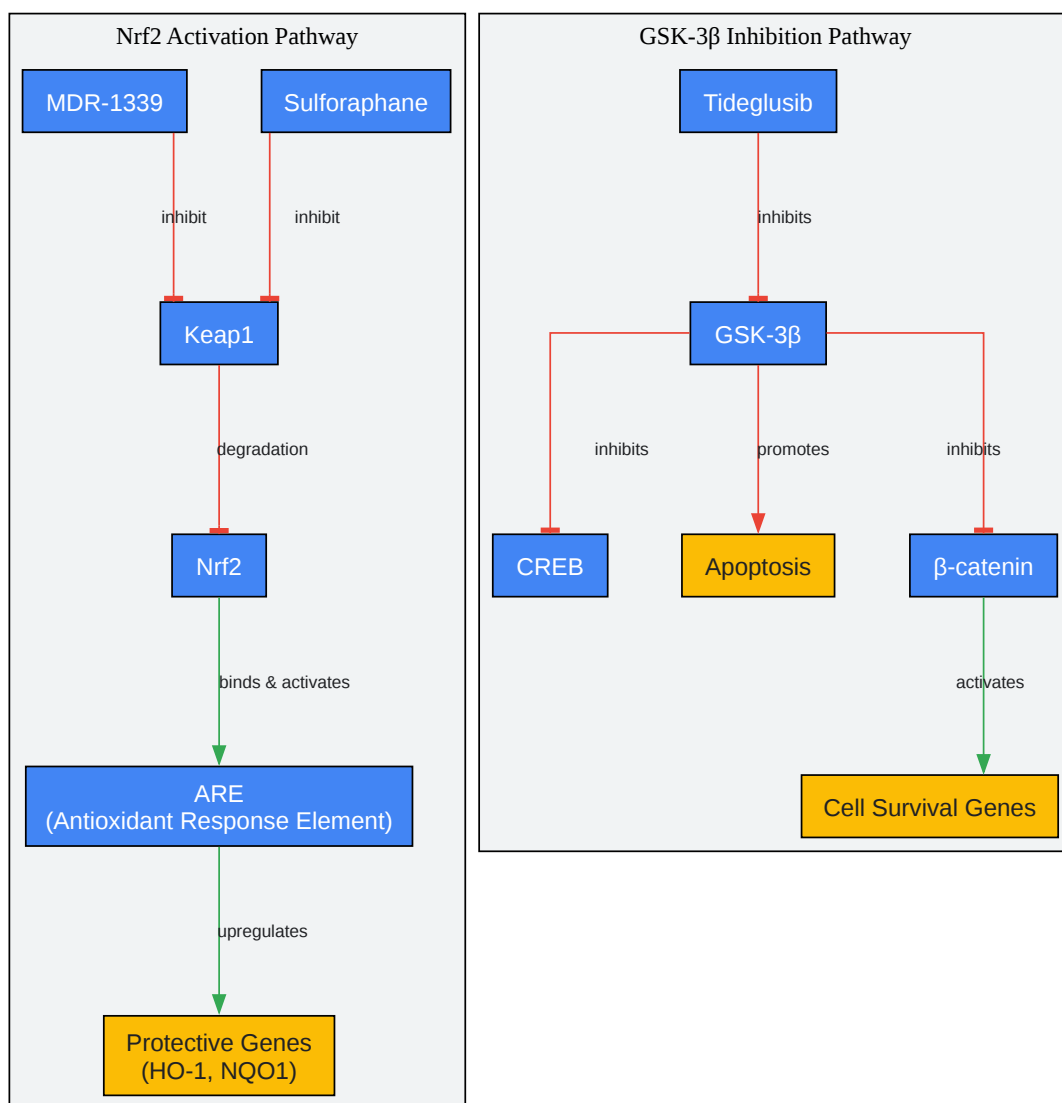 Nrf2 Activation Pathway
MDR-1339
Sulforaphane
inhibit
inhibit
Keap1
degradation
Nrf2
binds & activates
ARE
(Antioxidant Response Element)
upregulates
Protective Genes
(HO-1, NQO1)
GSK-3β Inhibition Pathway
Tideglusib
inhibits
GSK-3β
inhibits
promotes
inhibits
CREB
Apoptosis
β-catenin
activates
Cell Survival Genes